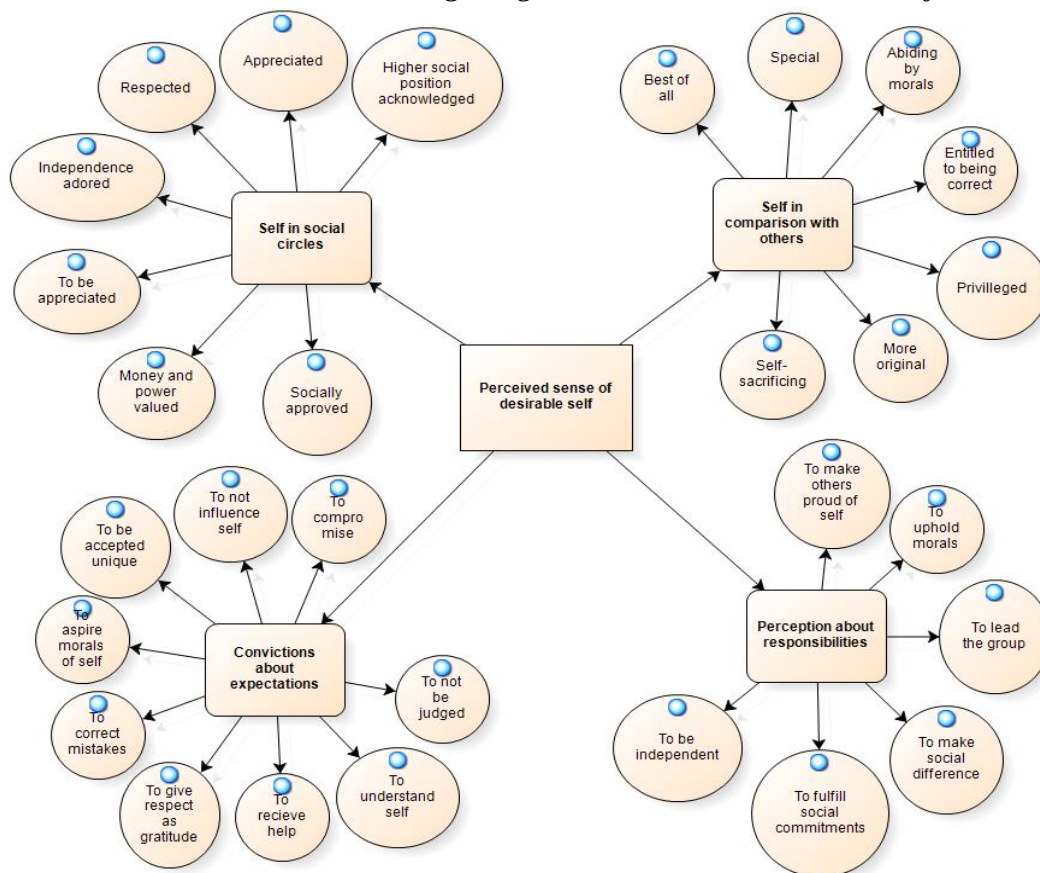 Respected
Appreciated
Higher social
position
acknowledged
Independence
adored
Self in social
circles
To be
appreciated
Money and
power
valued
Socially
approved
Best of
all
Special
Abiding
by
morals
Entitled
to being
correct
Self in
comparison with
others
Privilleged
More
original
Self-
sacrificing
Perceived sense of
desirable self
To not
influence
self
To
compro
mise
To be
accepted
unique
To
aspire
morals
of self
Convictions
about
expectations
To not
be
judged
To
correct
mistakes
To give
respect
as
gratitude
To
recieve
help
To
understand
self
To make
others
proud of
self
To
uphold
morals
Perception about
responsibilities
To lead
the group
To be
independent
To fulfill
social
commitments
To make
social
difference